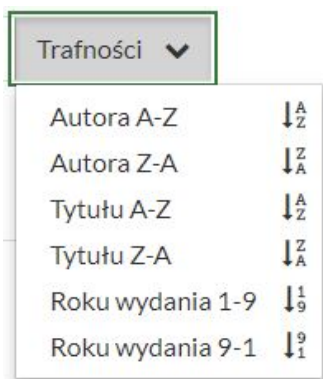 Trafności
Autora A-Z
Autora Z-A
Tytułu A-Z
Tytułu Z-A
Roku wydania 1-9
Roku wydania 9-1